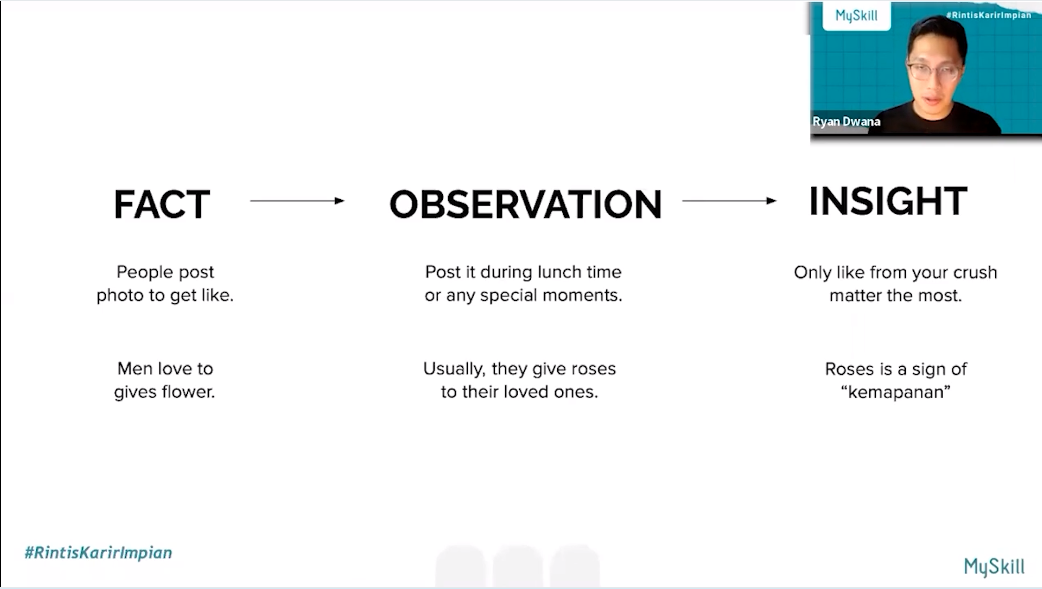 MySkill
#RintisKarirImpian
Ryan Dwana
FACT
OBSERVATION
INSIGHT
People post
photo to get like.
Post it during lunch time
or any special moments.
Only like from your crush
matter the most.
Men love to
gives flower.
Usually, they give roses
to their loved ones.
Roses is a sign of
“kemapanan”
#RintisKarirImpian
MySkill